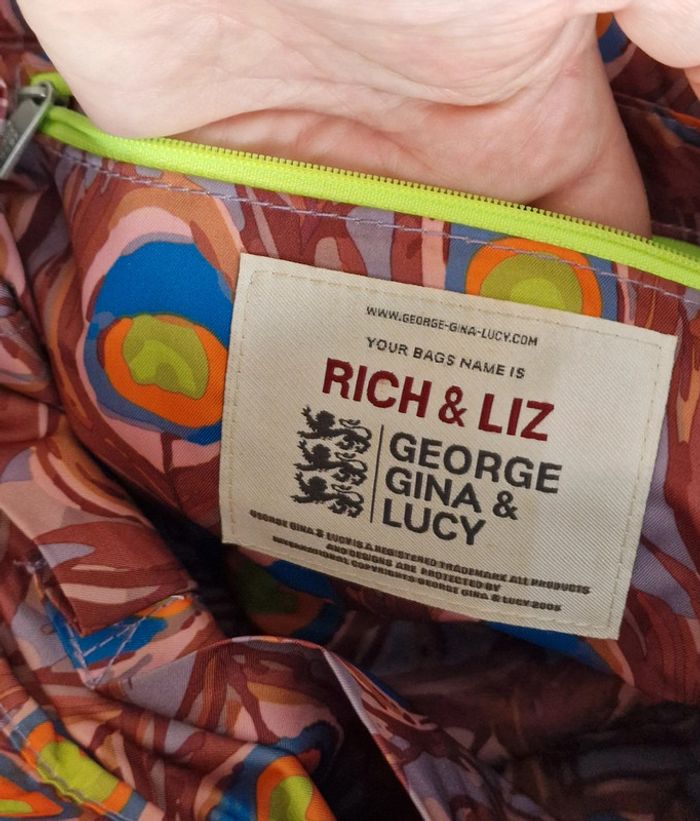 WWW.GEORGE-GINA-LUCY.COM
YOUR BAGS NAME IS
RICH & LIZ
GEORGE
GINA &
LUCY
GEORGE GINA & LUCY IS A REGISTERED TRADEMARK ALL PRODUCTS
AND DESIGNS ARE PROTECTED BY
INTERNATIONAL COPYRIGHTS GEORGE GINA & LUCY 2005